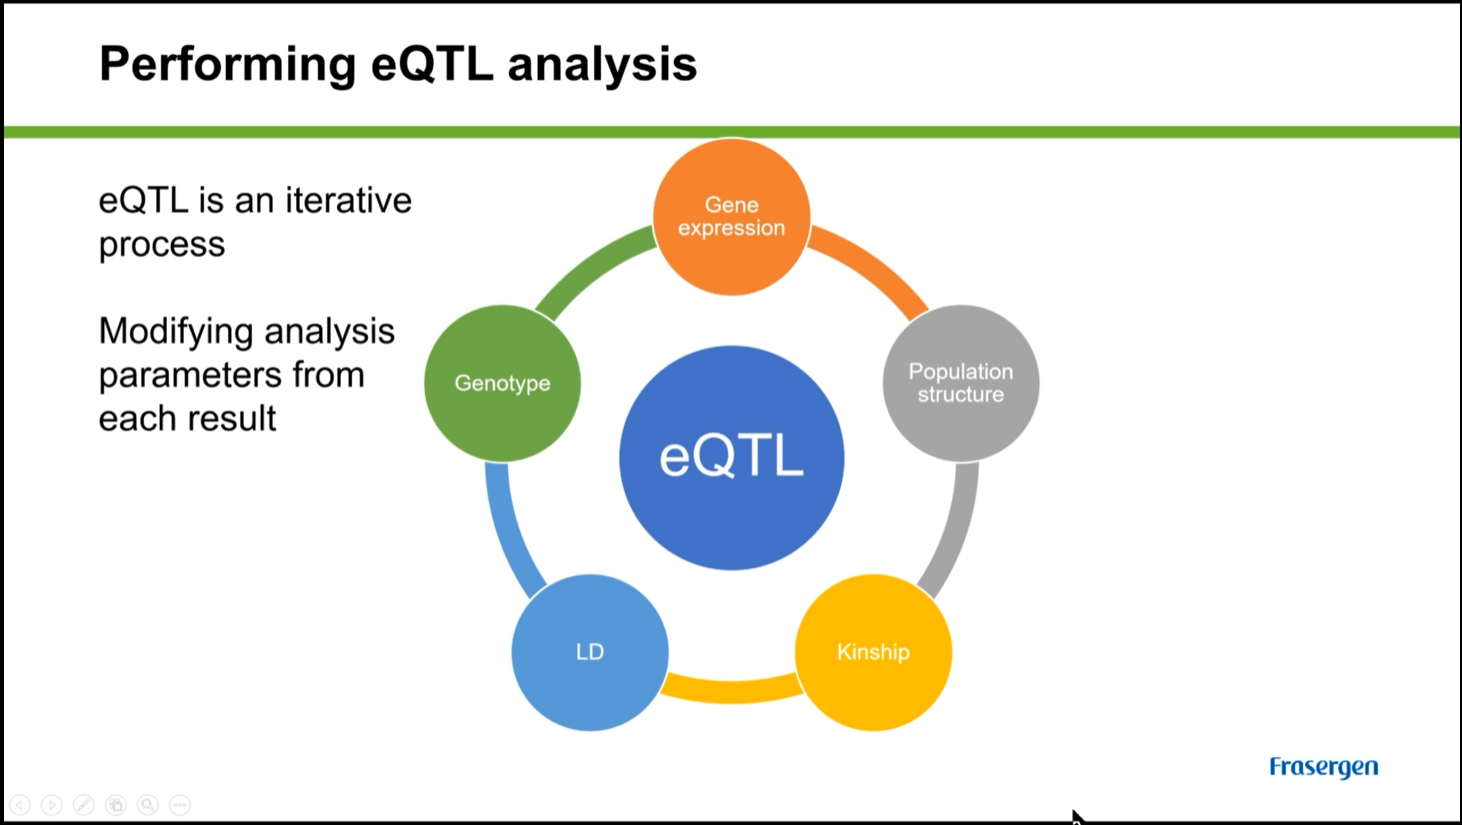 Performing eQTL analysis
eQTL is an iterative
process
Modifying analysis
parameters from
each result
Gene
expression
Genotype
Population
structure
eQTL
LD
Kinship
Frasergen